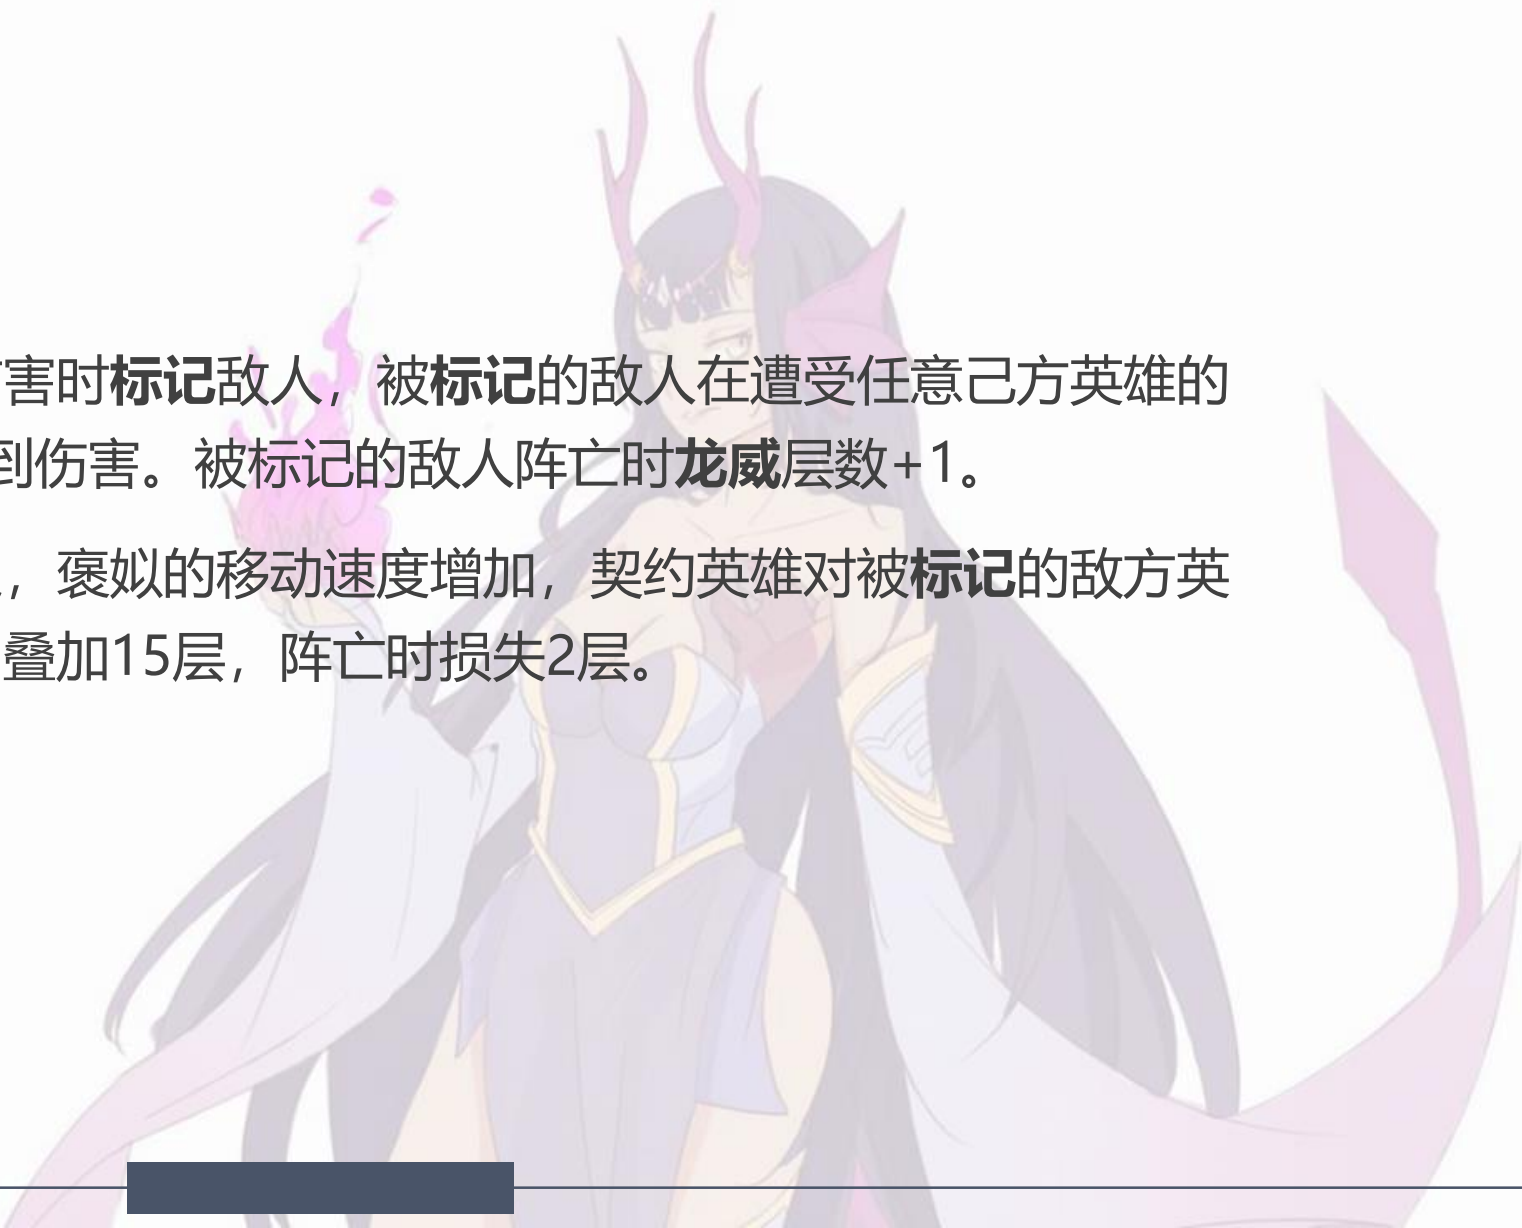 害时标记敌人，被标记的敌人在遭受任意己方英雄的
到伤害。被标记的敌人阵亡时龙威层数+1。
，褒姒的移动速度增加，契约英雄对被标记的敌方英
叠加15层，阵亡时损失2层。